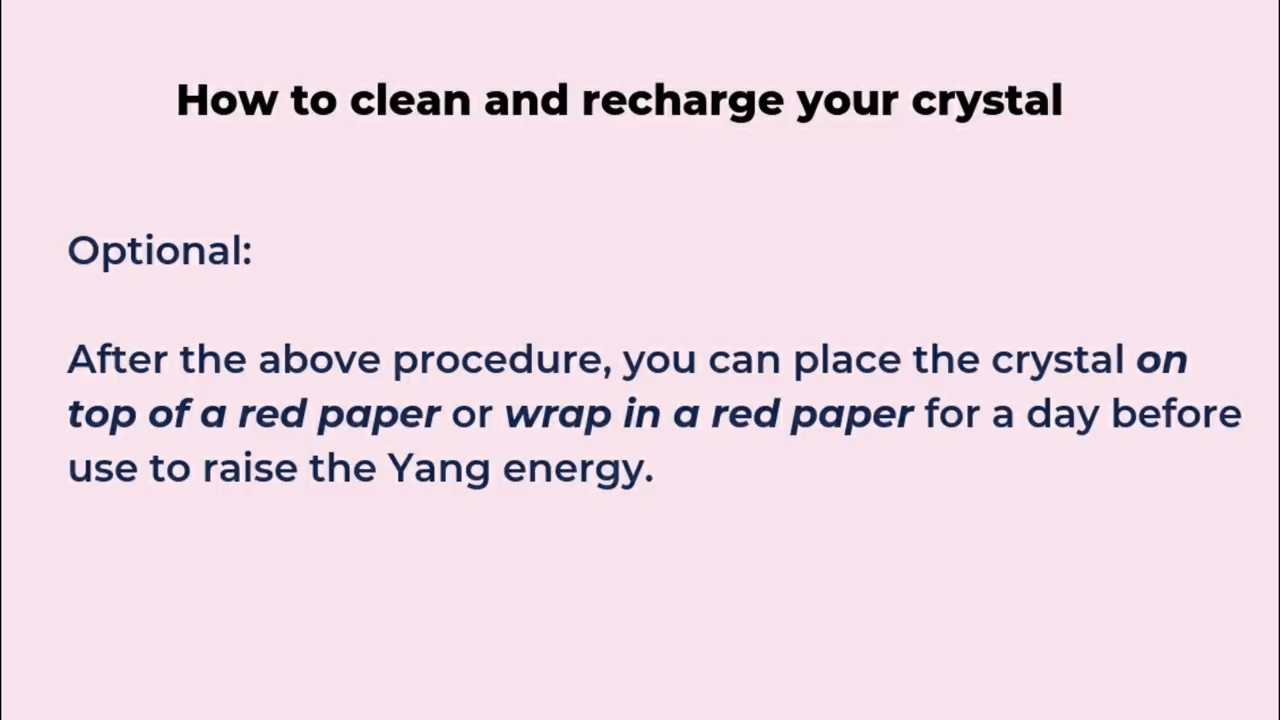 How to clean and recharge your crystal
Optional:
After the above procedure, you can place the crystal on
top of a red paper or wrap in a red paper for a day before
use to raise the Yang energy.